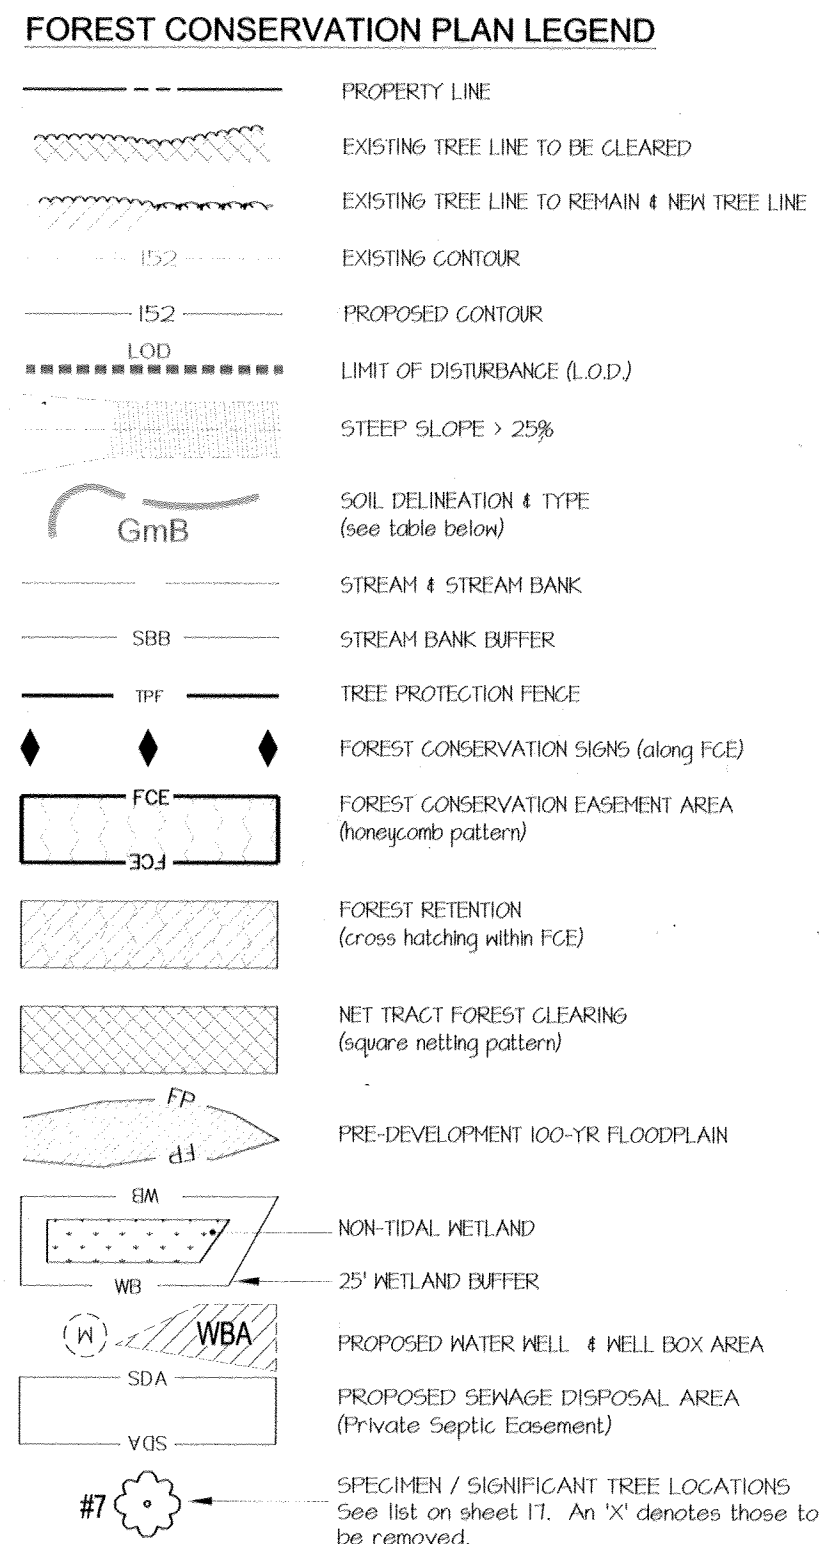 FOREST CONSERVATION PLAN LEGEND
PROPERTY LINE
EXISTING TREE LINE TO BE CLEARED
EXISTING TREE LINE TO REMAIN & NEW TREE LINE
152
EXISTING CONTOUR
152
PROPOSED CONTOUR
LOD
LIMIT OF DISTURBANCE (L.O.D.)
STEEP SLOPE > 25%
SOIL DELINEATION & TYPE
(see table below)
GmB
STREAM & STREAM BANK
SBB
STREAM BANK BUFFER
TPF
TREE PROTECTION FENCE
FOREST CONSERVATION SIGNS (along FCE)
FCE
FOREST CONSERVATION EASEMENT AREA
(honeycomb pattern)
FCE
FOREST RETENTION
(cross hatching within FCE)
NET TRACT FOREST CLEARING
(square netting pattern)
FP
PRE-DEVELOPMENT 100-YR FLOODPLAIN
FP
WB
NON-TIDAL WETLAND
25' WETLAND BUFFER
WB
W
WBA
PROPOSED WATER WELL & WELL BOX AREA
SDA
PROPOSED SEWAGE DISPOSAL AREA
(Private Septic Easement)
SDA
#7
SPECIMEN / SIGNIFICANT TREE LOCATIONS
See list on sheet 17. An 'X' denotes those to
be removed.